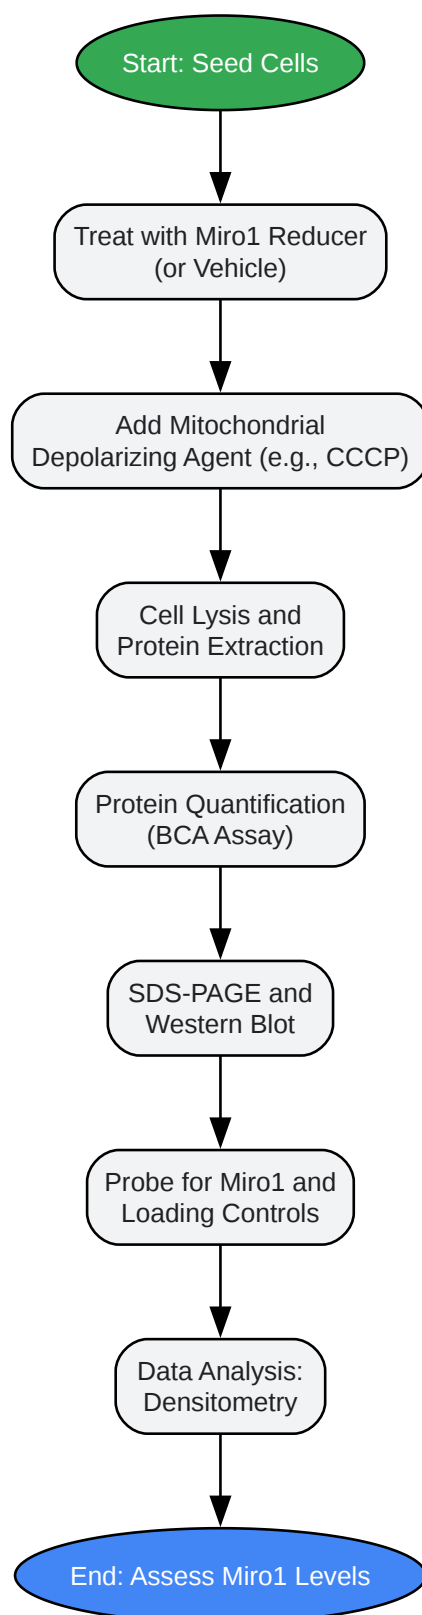 Start: Seed Cells
Treat with Miro1 Reducer
(or Vehicle)
Add Mitochondrial
Depolarizing Agent (e.g., CCCP)
Cell Lysis and
Protein Extraction
Protein Quantification
(BCA Assay)
SDS-PAGE and
Western Blot
Probe for Miro1 and
Loading Controls
Data Analysis:
Densitometry
End: Assess Miro1 Levels